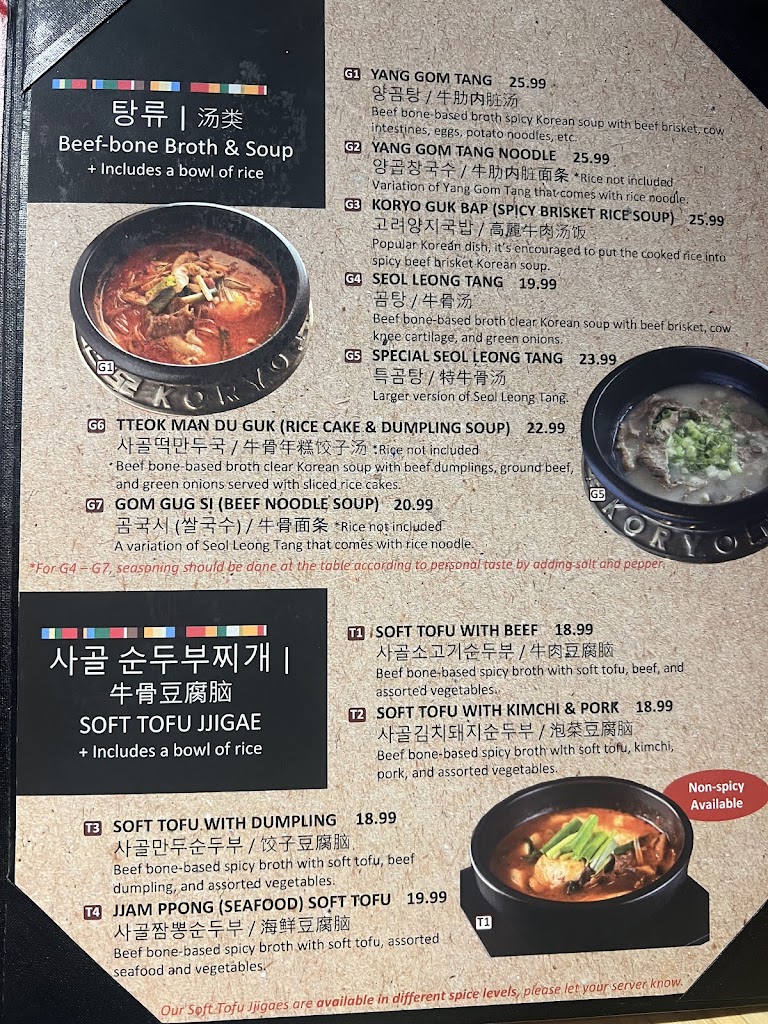 탕류 | 汤类
Beef-bone Broth & Soup
+ Includes a bowl of rice
G1 YANG GOM TANG 25.99
양곰탕 / 牛肋内脏汤
Beef bone-based broth spicy Korean soup with beef brisket, cow
intestines, eggs, potato noodles, etc.
G2 YANG GOM TANG NOODLE 25.99
양곰창국수 / 牛肋内脏面条 *Rice not included
Variation of Yang Gom Tang that comes with rice noodle.
G3 KORYO GUK BAP (SPICY BRISKET RICE SOUP) 25.99
고려양지국밥 / 高麗牛肉汤饭
Popular Korean dish, it's encouraged to put the cooked rice into
spicy beef brisket Korean soup.
G4 SEOL LEONG TANG 19.99
곰탕 / 牛骨汤
Beef bone-based broth clear Korean soup with beef brisket, cow
knee cartilage, and green onions.
G5 SPECIAL SEOL LEONG TANG 23.99
특곰탕 / 特牛骨汤
Larger version of Seol Leong Tang.
G1
KORYO
G6 TTEOK MAN DU GUK (RICE CAKE & DUMPLING SOUP) 22.99
사골떡만두국 / 牛骨年糕饺子汤 *Rice not included
Beef bone-based broth clear Korean soup with beef dumplings, ground beef,
and green onions served with sliced rice cakes.
G7 GOM GUG SI (BEEF NOODLE SOUP) 20.99
곰국시 (쌀국수) / 牛骨面条 *Rice not included
A variation of Seol Leong Tang that comes with rice noodle.
G5
KORYO
*For G4 – G7, seasoning should be done at the table according to personal taste by adding salt and pepper.
사골 순두부찌개 |
牛骨豆腐脑
SOFT TOFU JJIGAE
+ Includes a bowl of rice
T1 SOFT TOFU WITH BEEF 18.99
사골소고기순두부 / 牛肉豆腐脑
Beef bone-based spicy broth with soft tofu, beef, and
assorted vegetables.
T2 SOFT TOFU WITH KIMCHI & PORK 18.99
사골김치돼지순두부 / 泡菜豆腐脑
Beef bone-based spicy broth with soft tofu, kimchi,
pork, and assorted vegetables.
Non-spicy
Available
T3 SOFT TOFU WITH DUMPLING 18.99
사골만두순두부 / 饺子豆腐脑
Beef bone-based spicy broth with soft tofu, beef
dumpling, and assorted vegetables.
T4 JJAM PPONG (SEAFOOD) SOFT TOFU 19.99
사골짬뽕순두부 / 海鲜豆腐脑
Beef bone-based spicy broth with soft tofu, assorted
seafood and vegetables.
T1
Our Soft Tofu Jjigaes are available in different spice levels, please let your server know.